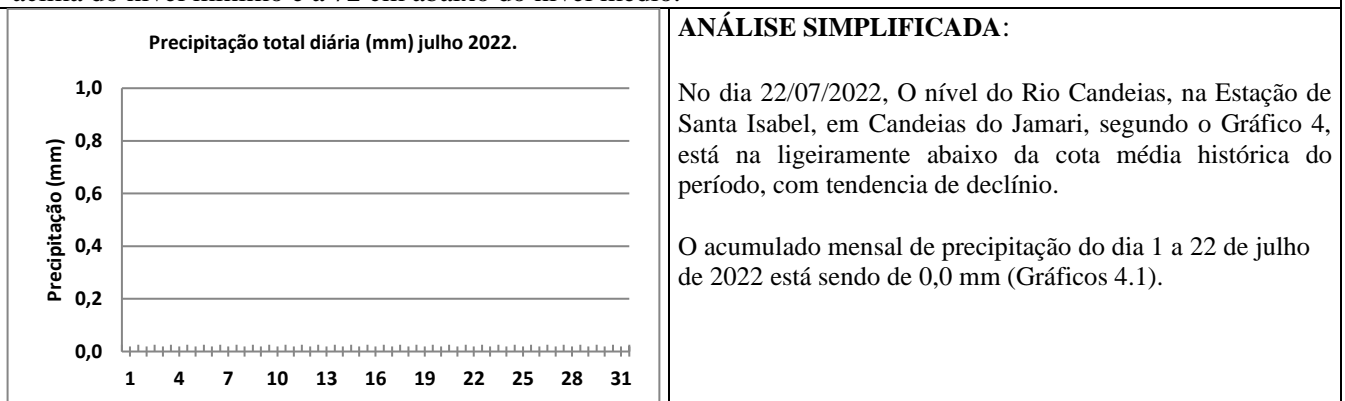 acima do nível mínimo e a 72 cm abaixo do nível médio.
Precipitação total diária (mm) julho 2022.
Precipitação (mm)
1,0
0,8
0,6
0,4
0,2
0,0
1 4 7 10 13 16 19 22 25 28 31
ANÁLISE SIMPLIFICADA:
No dia 22/07/2022, O nível do Rio Candeias, na Estação de
Santa Isabel, em Candeias do Jamari, segundo o Gráfico 4,
está na ligeiramente abaixo da cota média histórica do
período, com tendencia de declínio.
O acumulado mensal de precipitação do dia 1 a 22 de julho
de 2022 está sendo de 0,0 mm (Gráficos 4.1).